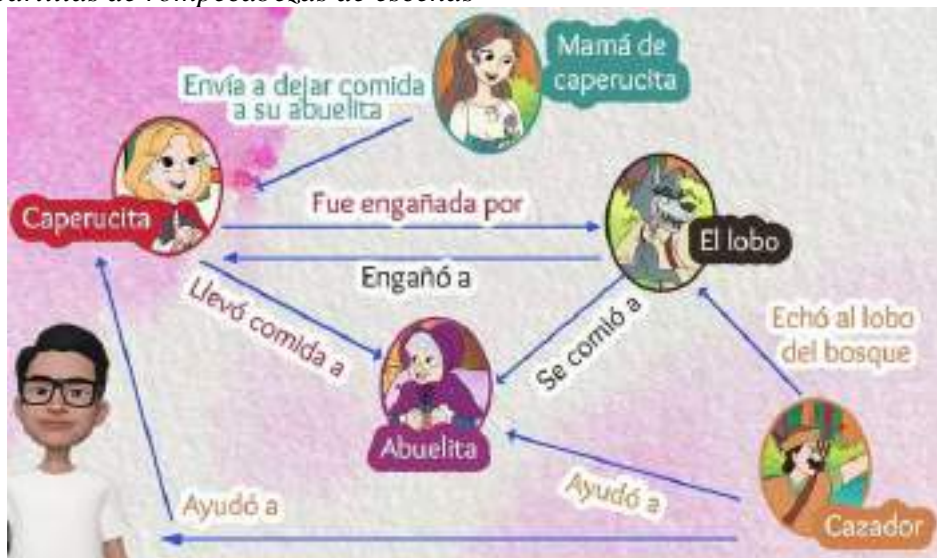 Mamá de
caperucita
Envía a dejar comida
a su abuelita
Caperucita
Fue engañada por
El lobo
Engañó a
Llevó comida a
Se comió a
Echó al lobo
del bosque
Abuelita
Ayudó a
Ayudó a
Cazador